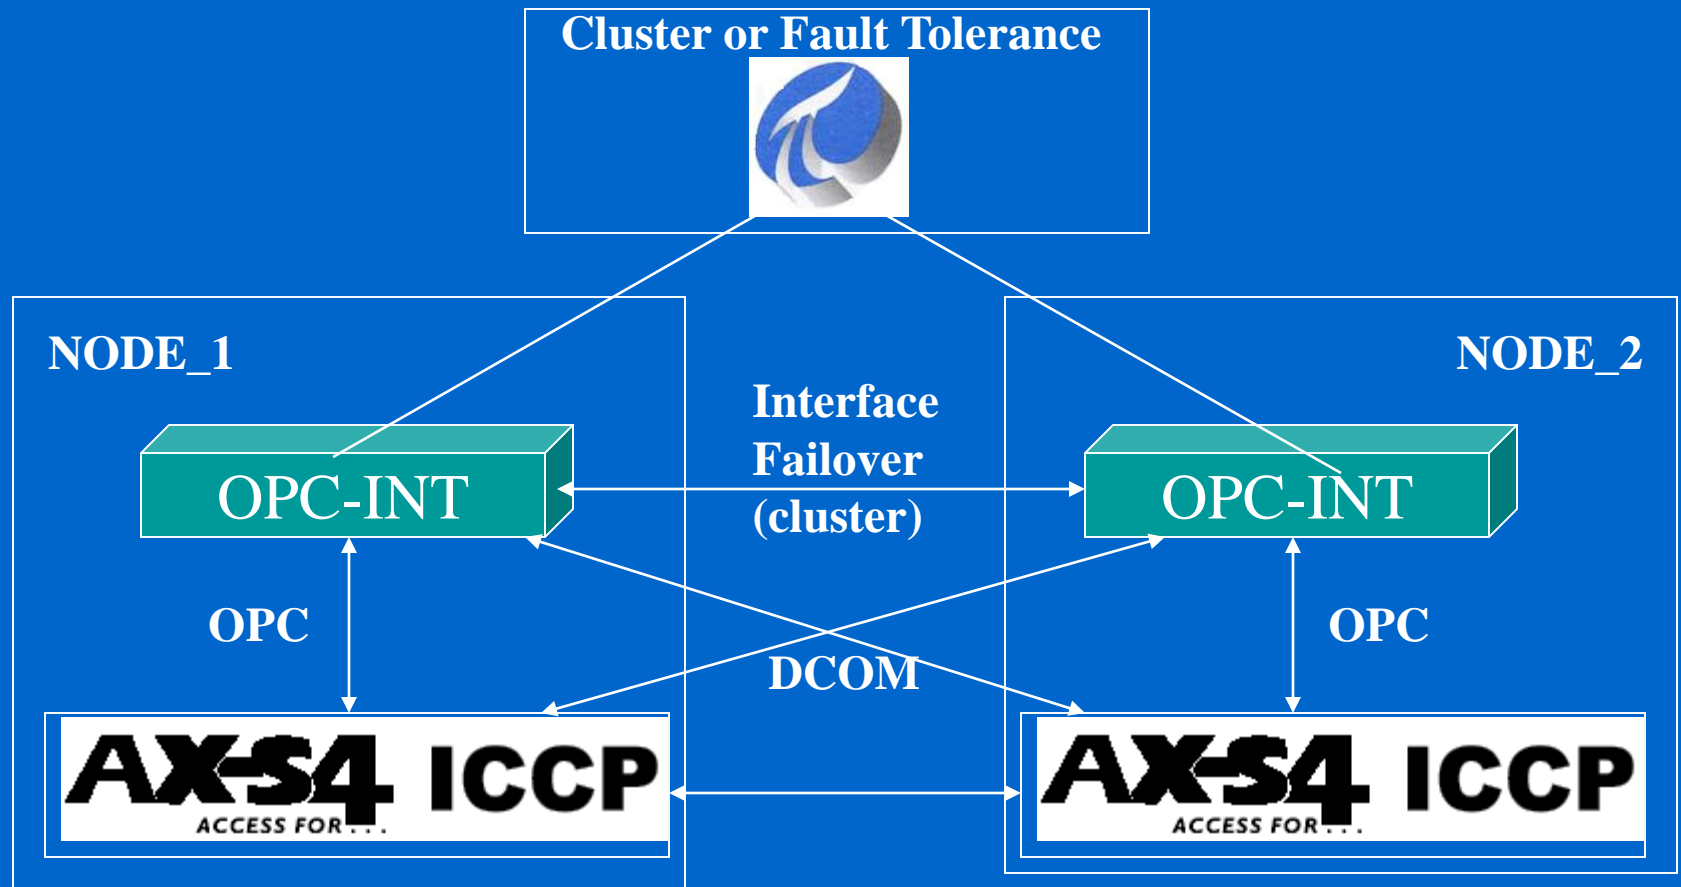 Cluster or Fault Tolerance
NODE_1
NODE_2
Interface
Failover
(cluster)
OPC-INT
OPC-INT
OPC
OPC
DCOM
AX-S4 ICCP
ACCESS FOR...
AX-S4 ICCP
ACCESS FOR...